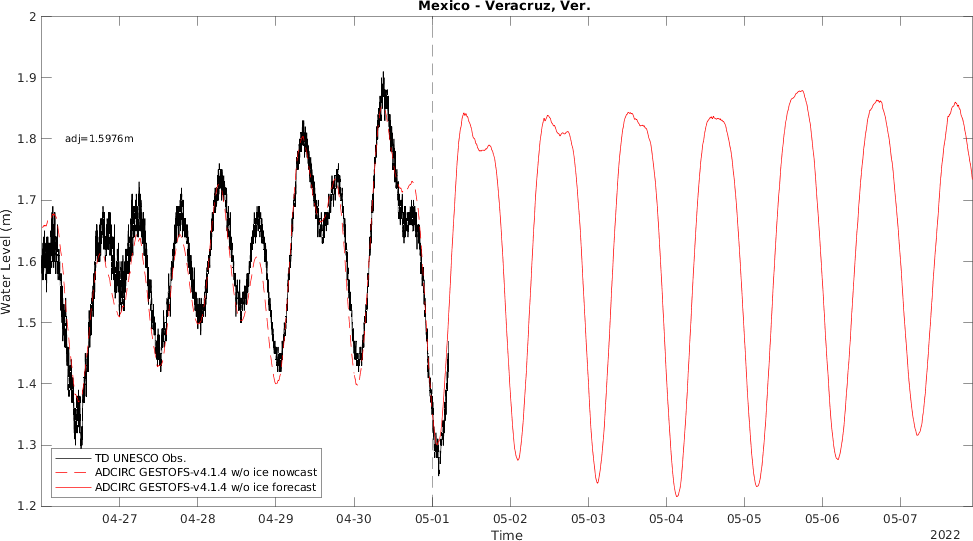 Mexico - Veracruz, Ver.
2
1.9
1.8
1.7
1.6
1.5
1.4
1.3
1.2
Water Level (m)
adj=1.5976m
TD UNESCO Obs.
ADCIRC GESTOFS-v4.1.4 w/o ice nowcast
ADCIRC GESTOFS-v4.1.4 w/o ice forecast
04-27 04-28 04-29 04-30 05-01 05-02 05-03 05-04 05-05 05-06 05-07
Time
2022